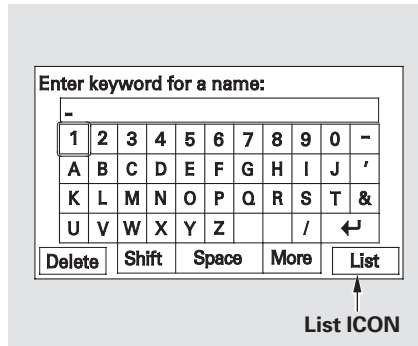 Enter keyword for a name:
-
1 2 3 4 5 6 7 8 9 0 -
A B C D E F G H I J '
K L M N O P Q R S T &
U V W X Y Z / ↵
Delete Shift Space More List
List ICON